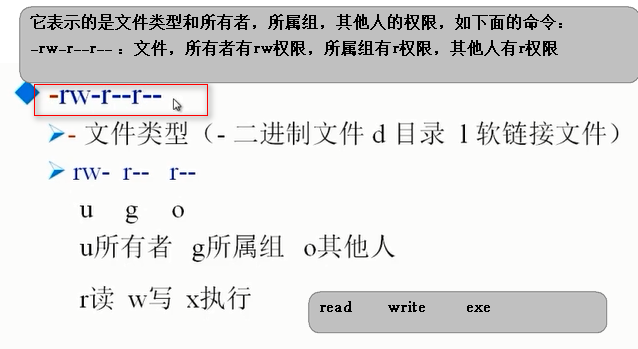 它表示的是文件类型和所有者，所属组，其他人的权限，如下面的命令：
-rw-r--r-- ：文件，所有者有rw权限，所属组有r权限，其他人有r权限
-rw-r--r--
- 文件类型（- 二进制文件 d 目录 l 软链接文件）
rw- r-- r--
u g o
u所有者 g所属组 o其他人
r读 w写 x执行
read write exe